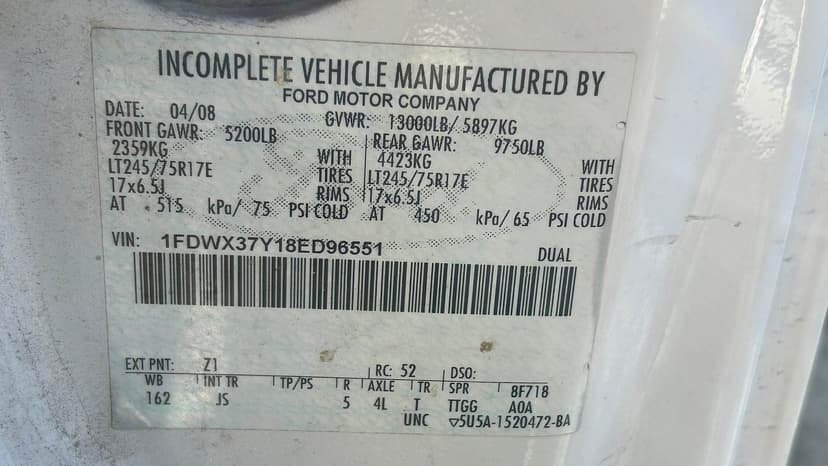 INCOMPLETE VEHICLE MANUFACTURED BY
FORD MOTOR COMPANY
DATE: 04/08 GVWR: 13000LB/ 5897KG
FRONT GAWR: 5200LB REAR GAWR: 9750LB
2359KG WITH 4423KG WITH
LT245/75R17E TIRES LT245/75R17E TIRES
17x6.5J RIMS 17x6.5J RIMS
AT 515 kPa/ 75 PSI COLD AT 450 kPa/ 65 PSI COLD
VIN: 1FDWX37Y18ED96551 DUAL
EXT PNT: Z1 RC: 52 DSO:
WB INT TR TP/PS R AXLE TR SPR 8F718
162 JS 5 4L T TTGG A0A
UNC ▽5U5A-1520472-BA